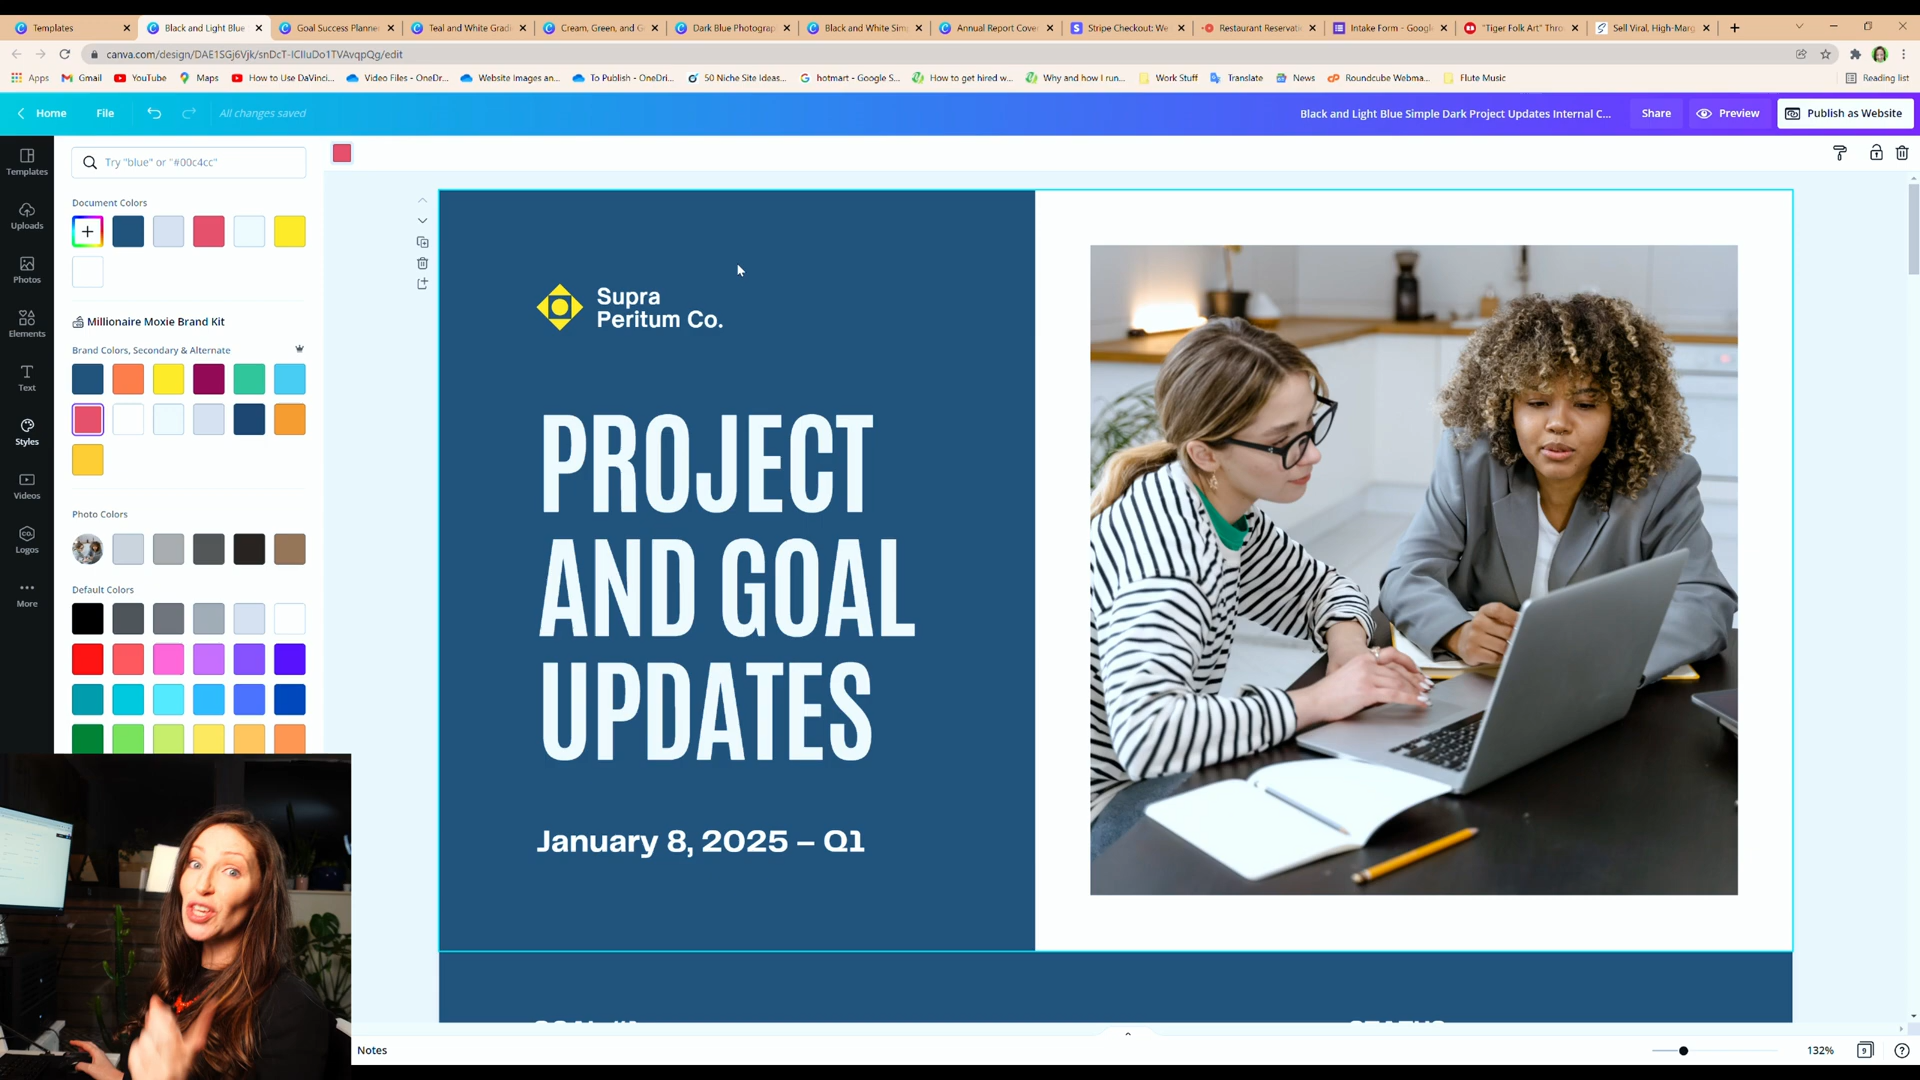 Templates
Black and Light Blue
Goal Success Planne
Teal and White Gradi
Cream, Green, and G
Dark Blue Photograp
Black and White Sim
Annual Report Cove
Stripe Checkout: We
Restaurant Reservati
Intake Form - Google
"Tiger Folk Art" Thro
Sell Viral, High-Marg
canva.com/design/DAE1SGj6Vjk/snDcT-ICIIuDo1TVAvqpQg/edit
Apps
Gmail
YouTube
Maps
How to Use DaVinci...
Video Files - OneDr...
Website Images an...
To Publish - OneDri...
50 Niche Site Ideas...
hotmart - Google S...
How to get hired w...
Why and how I run...
Work Stuff
Translate
News
Roundcube Webma...
Flute Music
Reading list
Home
File
All changes saved
Black and Light Blue Simple Dark Project Updates Internal C...
Share
Preview
Publish as Website
Templates
Uploads
Photos
Elements
Text
Styles
Videos
CO.
Logos
More
Try "blue" or "#00c4cc"
Document Colors
Millionaire Moxie Brand Kit
Brand Colors, Secondary & Alternate
Photo Colors
Default Colors
Supra
Peritum Co.
PROJECT
AND GOAL
UPDATES
January 8, 2025 – Q1
Notes
132%
9